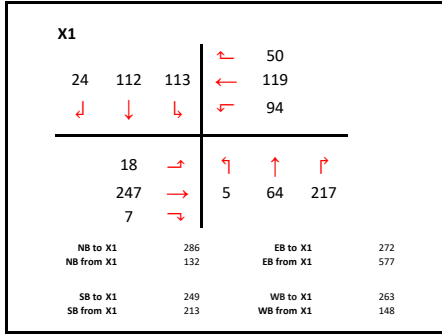 X1
50
24 112 113 119
94
18
247 5 64 217
7
NB to X1 286 EB to X1 272
NB from X1 132 EB from X1 577
SB to X1 249 WB to X1 263
SB from X1 213 WB from X1 148